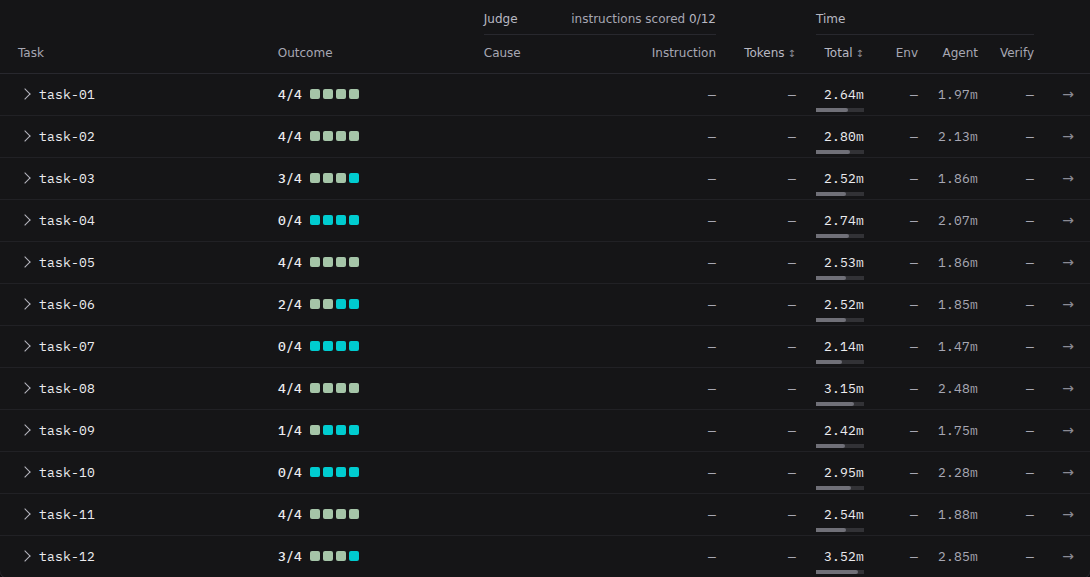 Judge instructions scored 0/12 Time
Task Outcome Cause Instruction Tokens ↕ Total ↕ Env Agent Verify
task-01 4/4 — — 2.64m — 1.97m — →
task-02 4/4 — — 2.80m — 2.13m — →
task-03 3/4 — — 2.52m — 1.86m — →
task-04 0/4 — — 2.74m — 2.07m — →
task-05 4/4 — — 2.53m — 1.86m — →
task-06 2/4 — — 2.52m — 1.85m — →
task-07 0/4 — — 2.14m — 1.47m — →
task-08 4/4 — — 3.15m — 2.48m — →
task-09 1/4 — — 2.42m — 1.75m — →
task-10 0/4 — — 2.95m — 2.28m — →
task-11 4/4 — — 2.54m — 1.88m — →
task-12 3/4 — — 3.52m — 2.85m — →